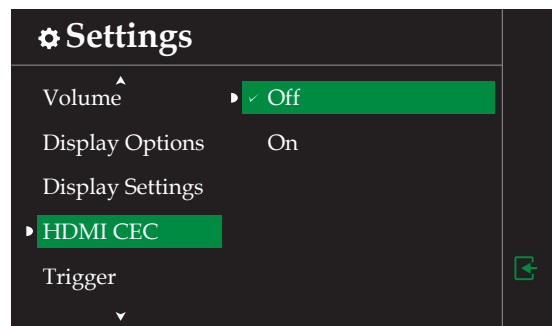 Settings
Volume
Off
Display Options
On
Display Settings
HDMI CEC
Trigger